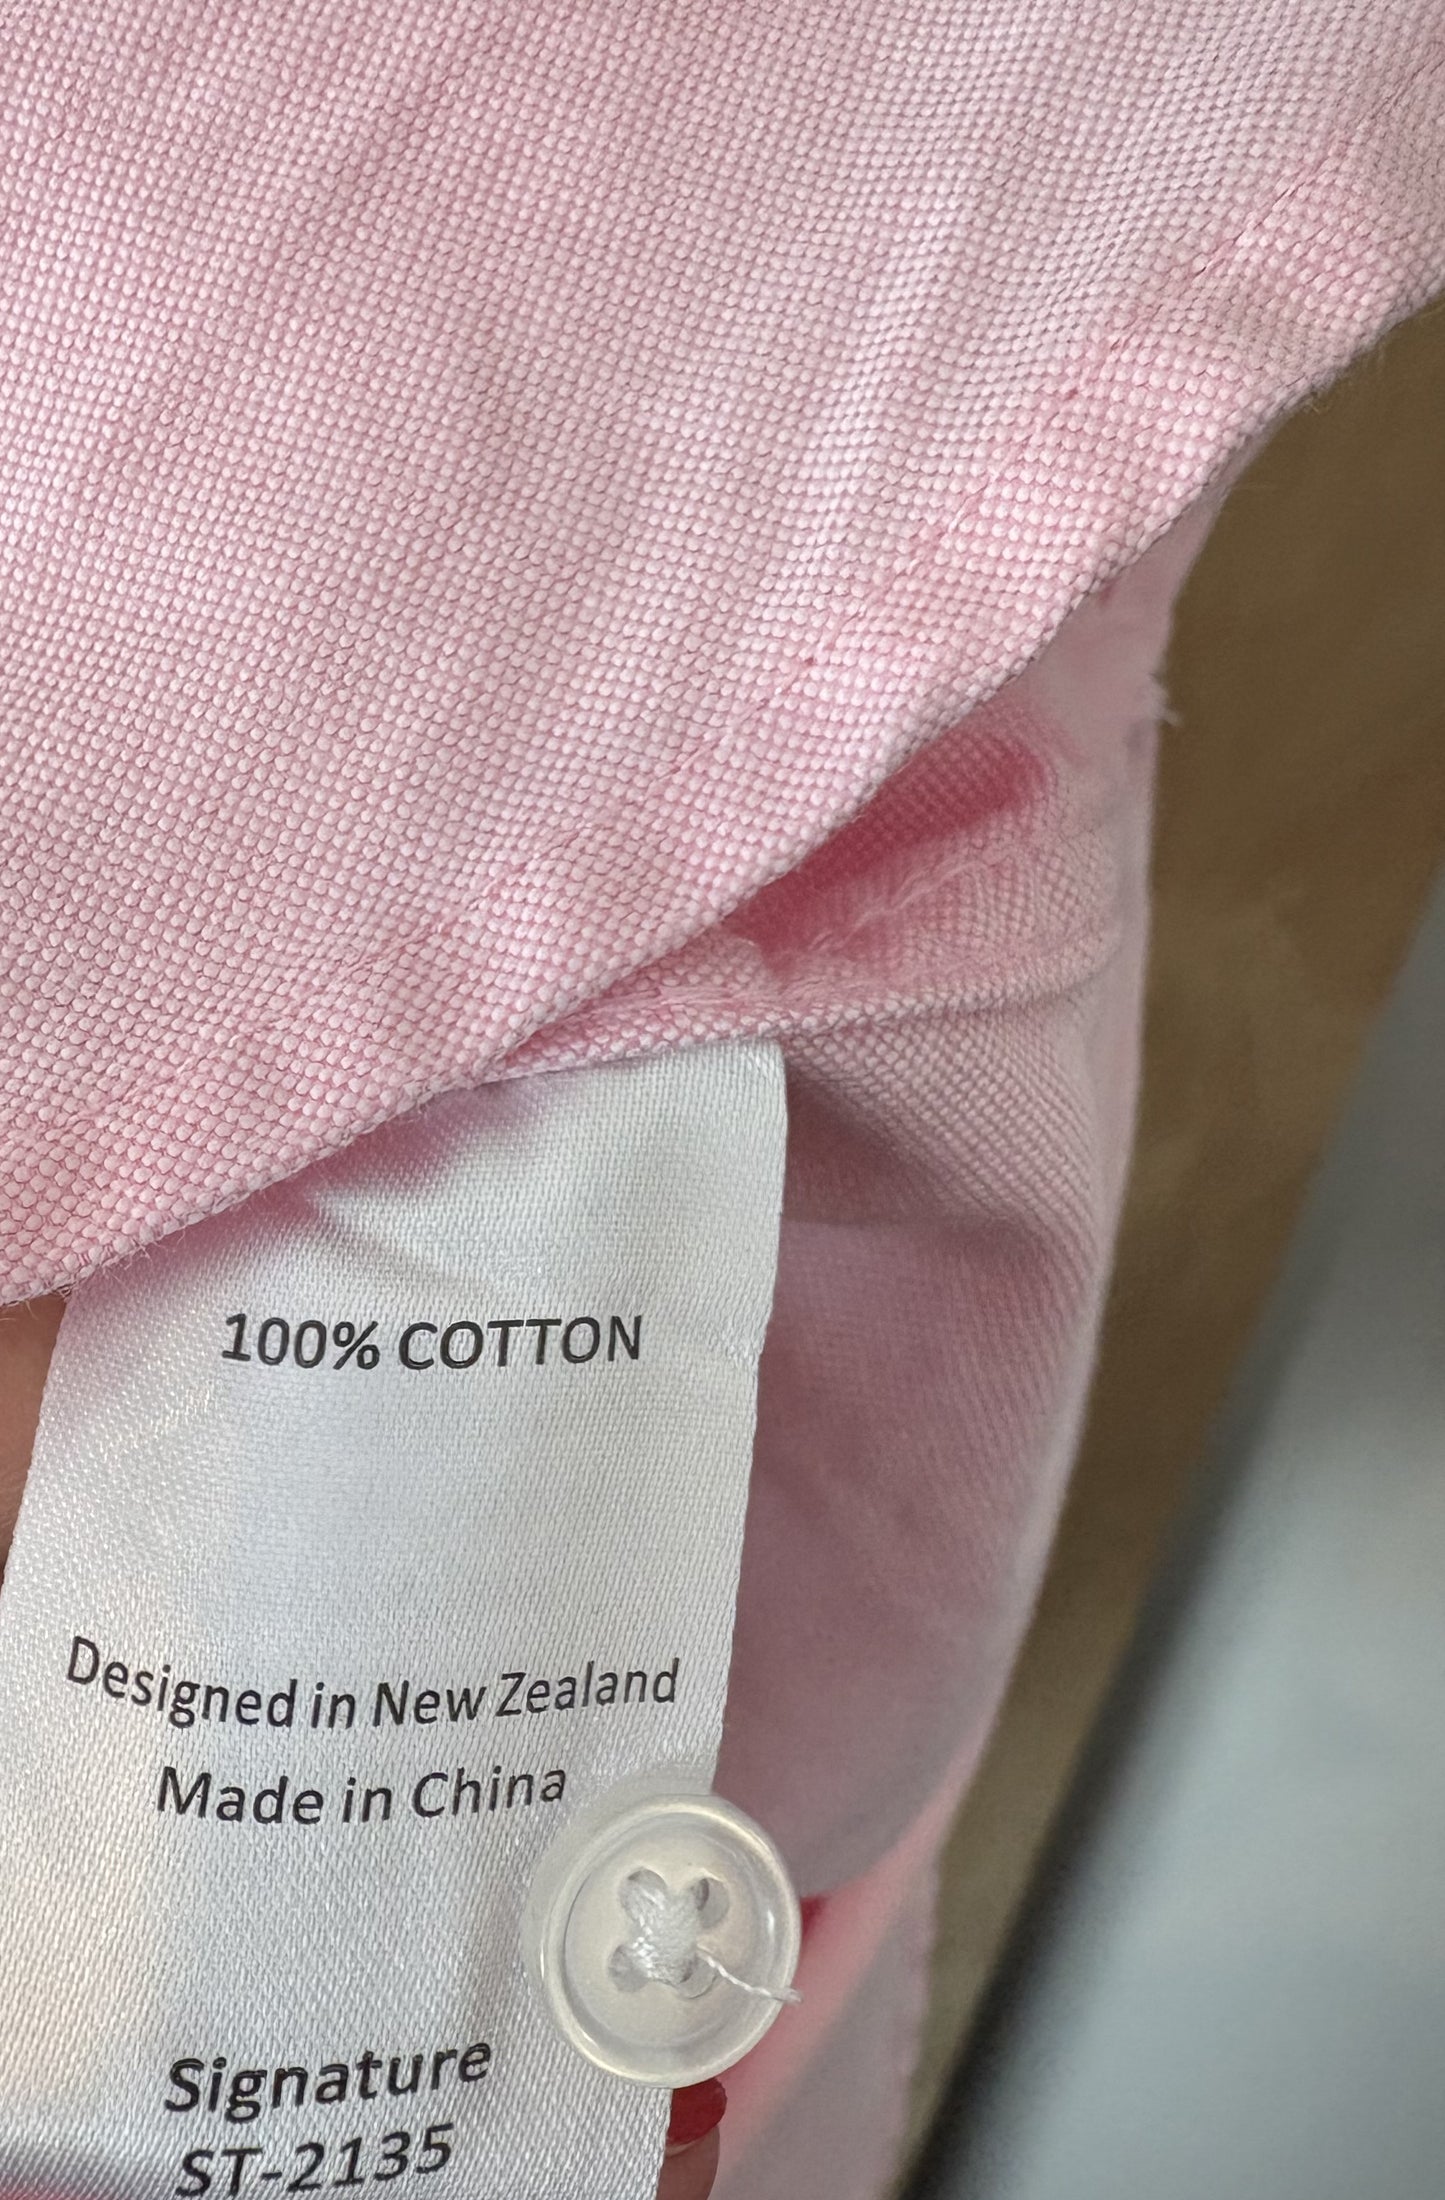 100% COTTON
Designed in New Zealand
Made in China
Signature
ST-2135